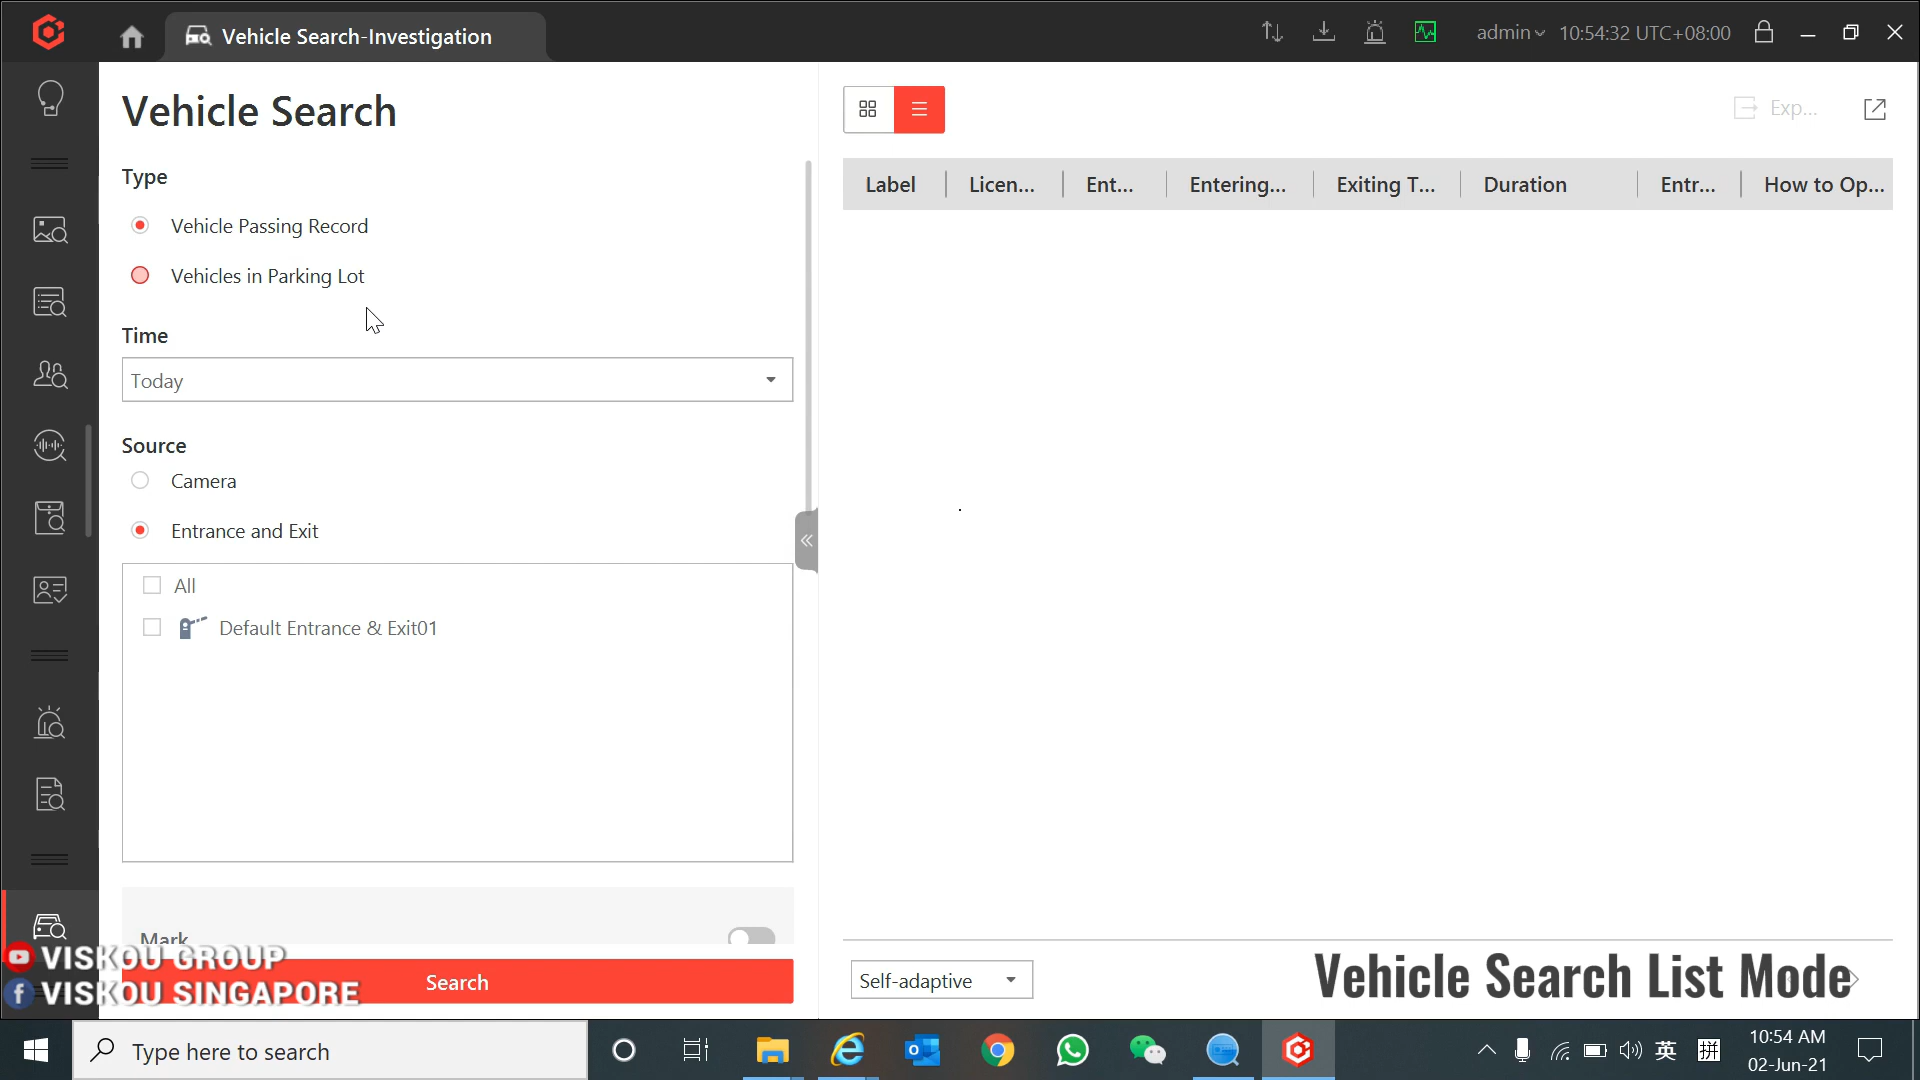 Vehicle Search-Investigation
admin
10:54:32 UTC+08:00
Vehicle Search
Type
Vehicle Passing Record
Vehicles in Parking Lot
Time
Today
Source
Camera
Entrance and Exit
All
Default Entrance & Exit01
Mark
Search
Exp...
Label
Licen...
Ent...
Entering...
Exiting T...
Duration
Entr...
How to Op...
Self-adaptive
Vehicle Search List Mode
VISKOU GROUP
VISKOU SINGAPORE
Type here to search
英
拼
10:54 AM
02-Jun-21